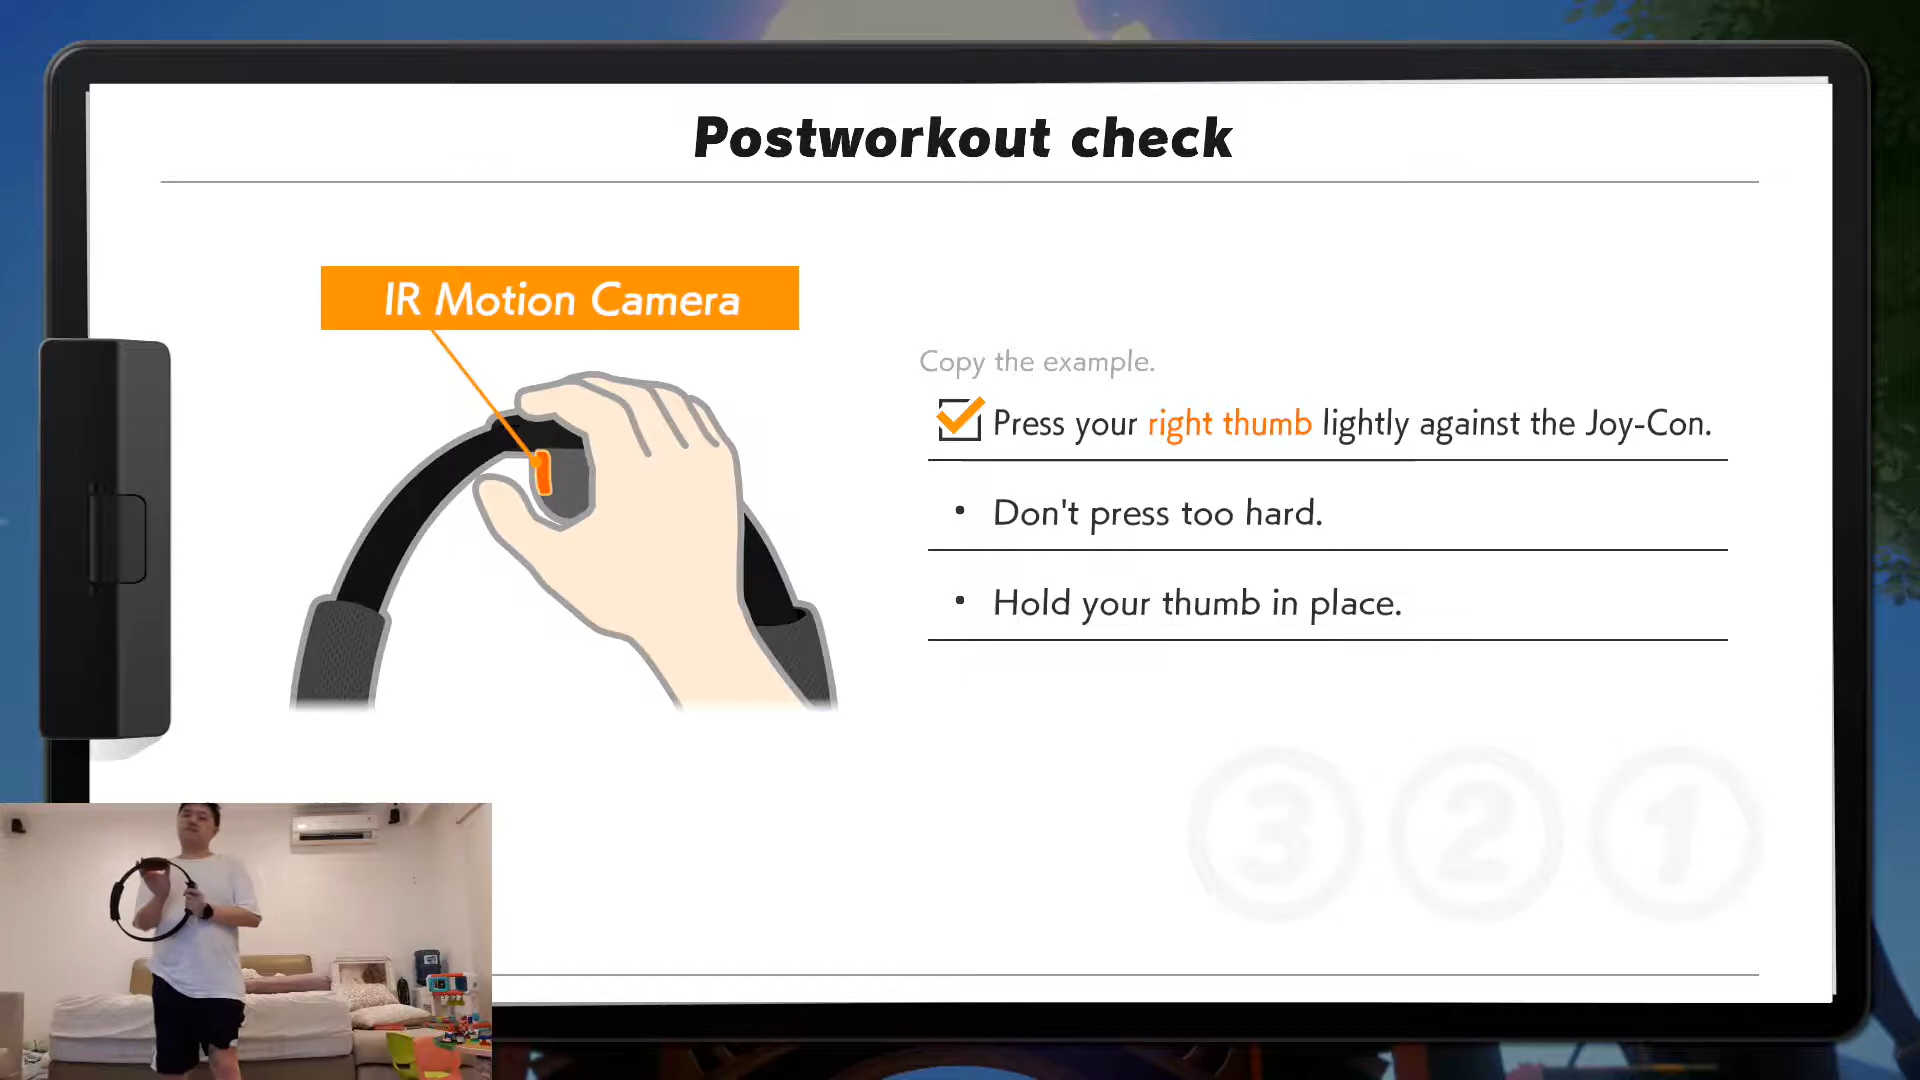 Postworkout check
IR Motion Camera
Copy the example.
Press your right thumb lightly against the Joy-Con.
• Don't press too hard.
• Hold your thumb in place.
3 2 1